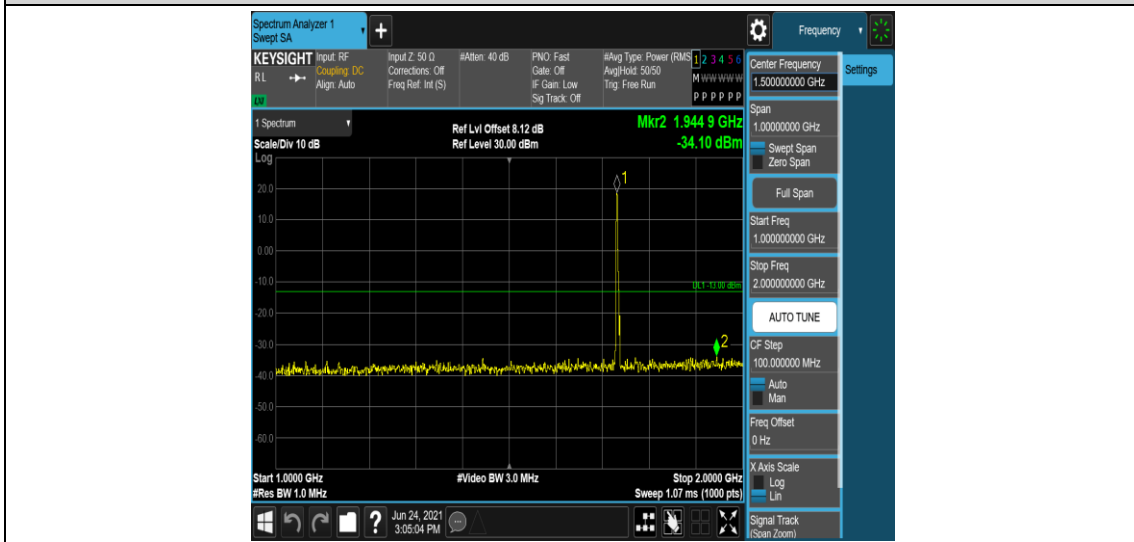 Spectrum Analyzer 1
Swept SA
+
Frequency
KEYSIGHT
RL
LXI
Input: RF
Coupling: DC
Align: Auto
Input Z: 50 Ω
Corrections: Off
Freq Ref: Int (S)
#Atten: 40 dB
PNO: Fast
Gate: Off
IF Gain: Low
Sig Track: Off
#Avg Type: Power (RMS
Avg|Hold: 50/50
Trig: Free Run
1 2 3 4 5 6
M W W W W W
P P P P P P
1 Spectrum
Scale/Div 10 dB
Log
Ref Lvl Offset 8.12 dB
Ref Level 30.00 dBm
Mkr2 1.944 9 GHz
-34.10 dBm
1
20.0
10.0
0.00
-10.0
DL1 -13.00 dBm
-20.0
-30.0
2
-40.0
-50.0
-60.0
Start 1.0000 GHz
#Res BW 1.0 MHz
#Video BW 3.0 MHz
Stop 2.0000 GHz
Sweep 1.07 ms (1000 pts)
?
Jun 24, 2021
3:05:04 PM
Center Frequency
1.500000000 GHz
Settings
Span
1.00000000 GHz
Swept Span
Zero Span
Full Span
Start Freq
1.000000000 GHz
Stop Freq
2.000000000 GHz
AUTO TUNE
CF Step
100.000000 MHz
Auto
Man
Freq Offset
0 Hz
X Axis Scale
Log
Lin
Signal Track
(Span Zoom)